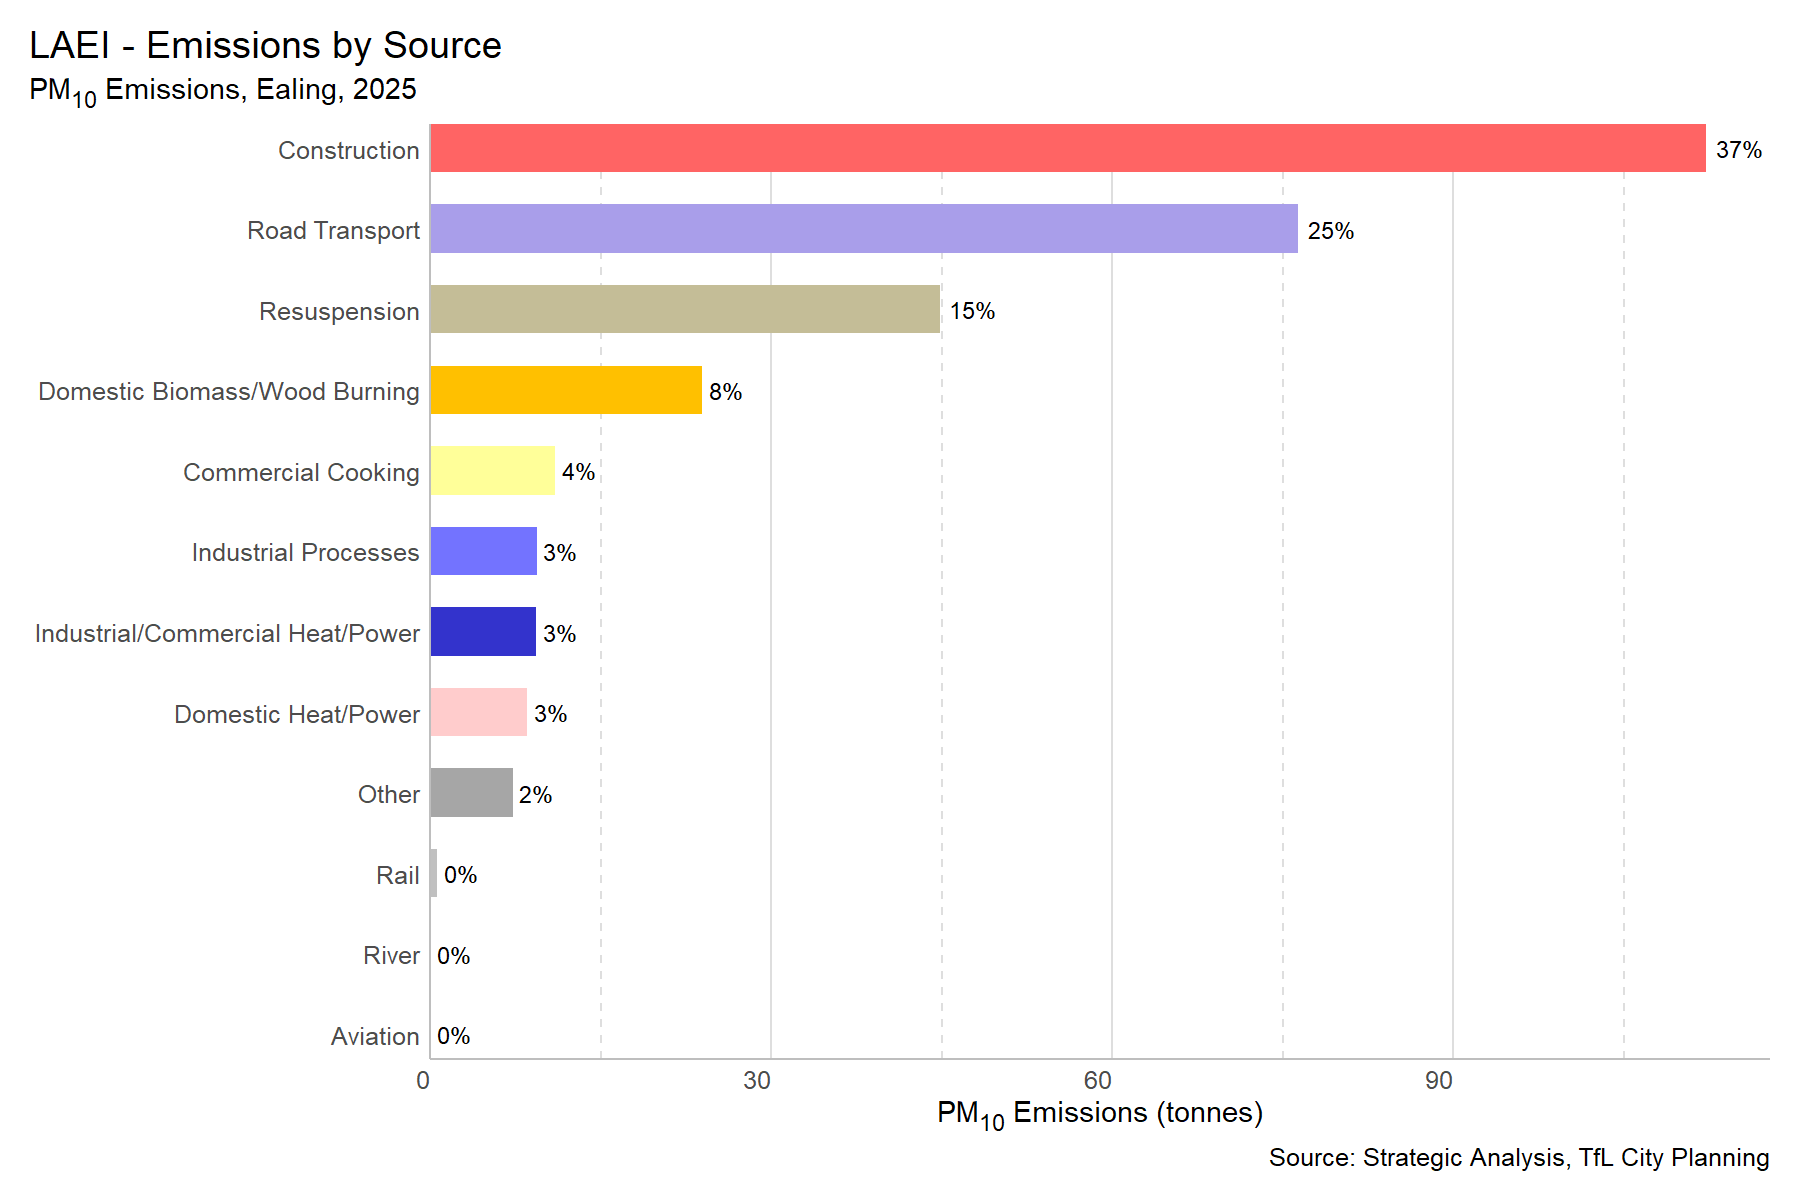 LAEI - Emissions by Source
PM10 Emissions, Ealing, 2025
Construction 37%
Road Transport 25%
Resuspension 15%
Domestic Biomass/Wood Burning 8%
Commercial Cooking 4%
Industrial Processes 3%
Industrial/Commercial Heat/Power 3%
Domestic Heat/Power 3%
Other 2%
Rail 0%
River 0%
Aviation 0%
0 30 60 90
PM10 Emissions (tonnes)
Source: Strategic Analysis, TfL City Planning